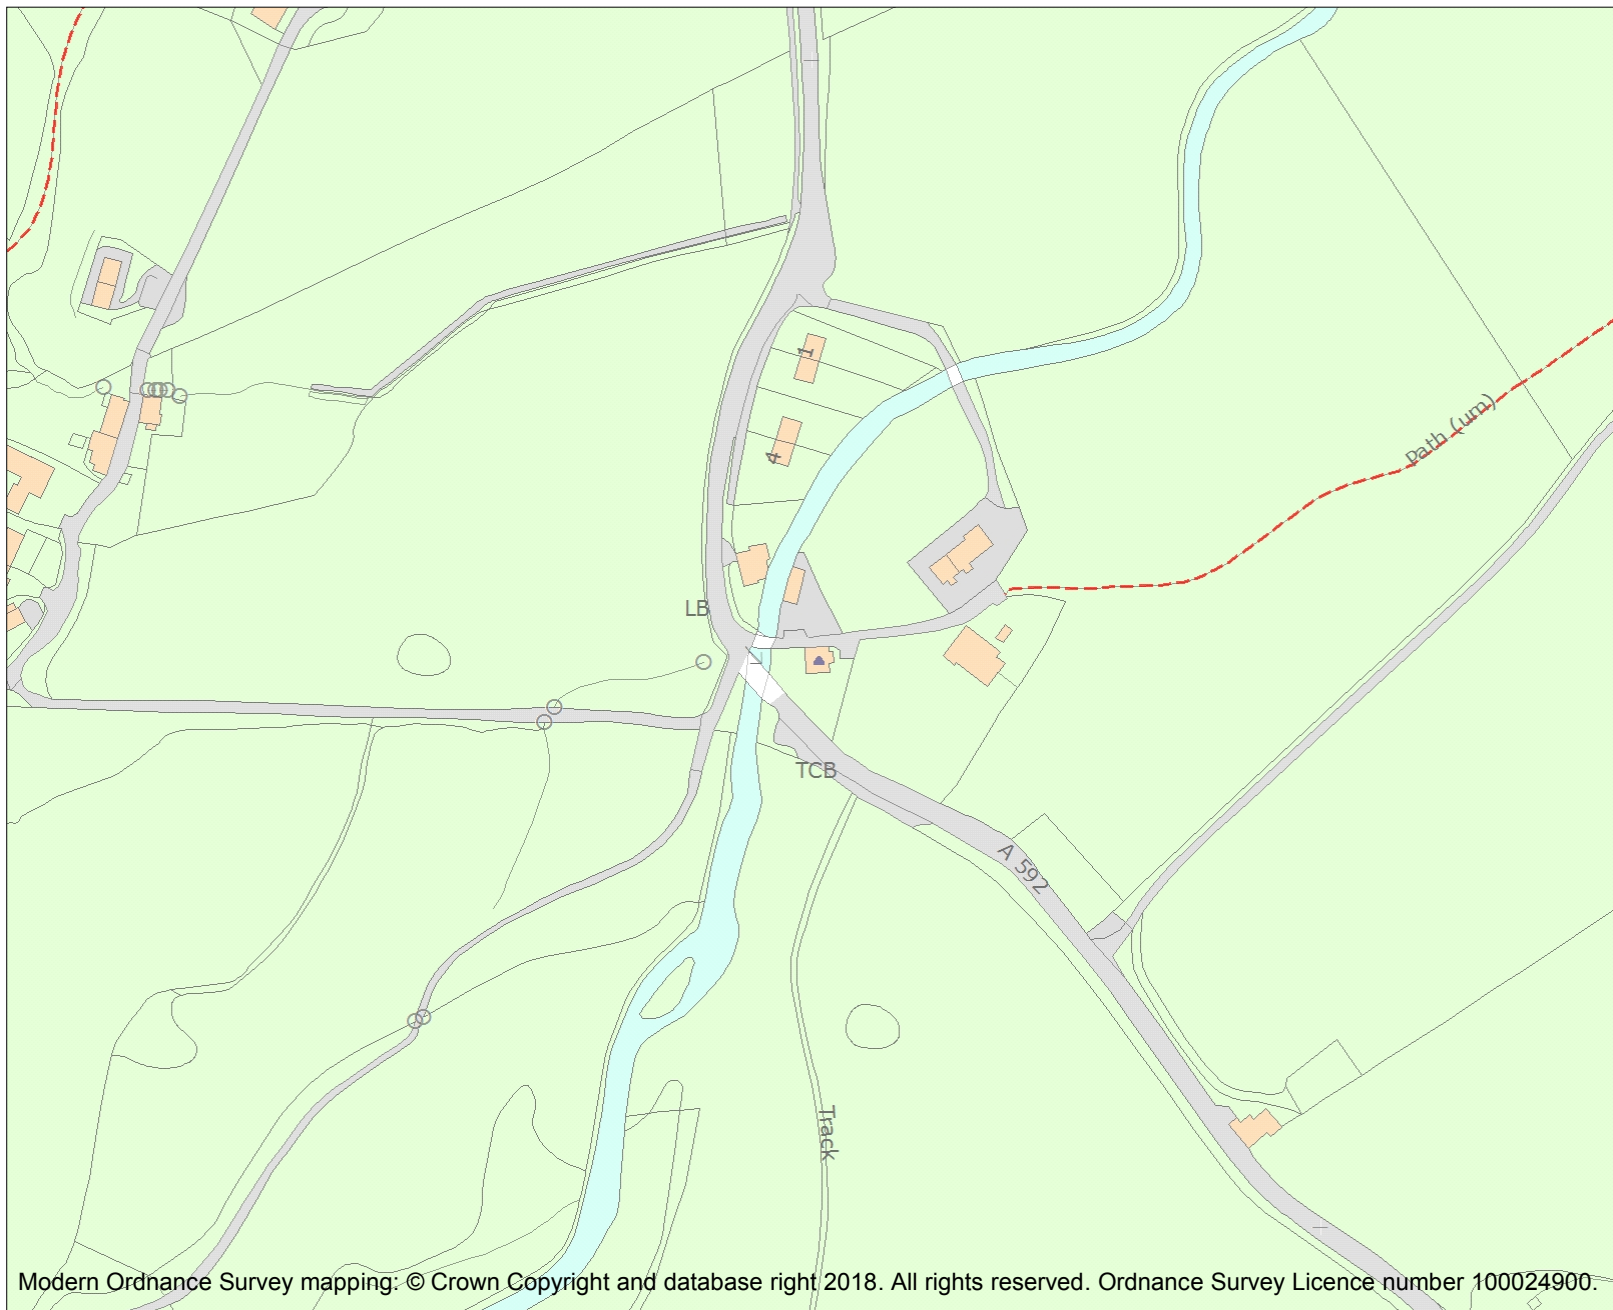 1
Path (um)
4
LB
TCB
A 592
Track
Modern Ordnance Survey mapping: © Crown Copyright and database right 2018. All rights reserved. Ordnance Survey Licence number 100024900.